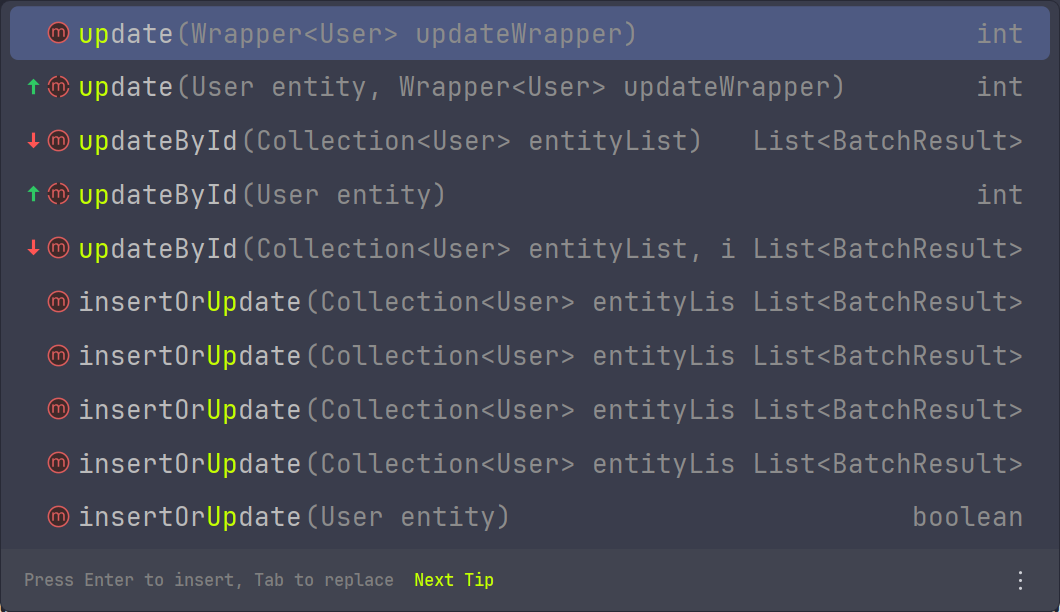 update(Wrapper<User> updateWrapper) int
update(User entity, Wrapper<User> updateWrapper) int
updateById(Collection<User> entityList) List<BatchResult>
updateById(User entity) int
updateById(Collection<User> entityList, i List<BatchResult>
insertOrUpdate(Collection<User> entityLis List<BatchResult>
insertOrUpdate(Collection<User> entityLis List<BatchResult>
insertOrUpdate(Collection<User> entityLis List<BatchResult>
insertOrUpdate(Collection<User> entityLis List<BatchResult>
insertOrUpdate(User entity) boolean
Press Enter to insert, Tab to replace Next Tip